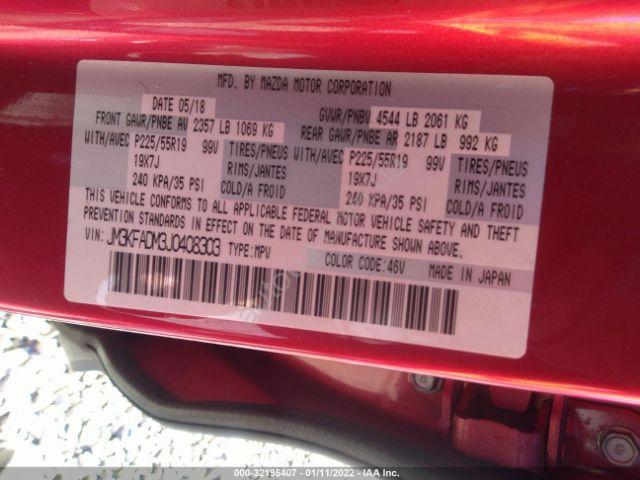 MFD. BY MAZDA MOTOR CORPORATION
DATE 05/18 GVWR/PNBV 4544 LB 2061 KG
FRONT GAWR/PNBE AV 2357 LB 1069 KG REAR GAWR/PNBE AR 2187 LB 992 KG
WITH/AVEC P225/55R19 99V TIRES/PNEUS WITH/AVEC P225/55R19 99V TIRES/PNEUS
19X7J RIMS/JANTES 19X7J RIMS/JANTES
240 KPA/35 PSI COLD/A FROID 240 KPA/35 PSI COLD/A FROID
THIS VEHICLE CONFORMS TO ALL APPLICABLE FEDERAL MOTOR VEHICLE SAFETY AND THEFT
PREVENTION STANDARDS IN EFFECT ON THE DATE OF MANUFACTURE SHOWN ABOVE.
VIN: JM3KFADM3J0408303 TYPE:MPV
COLOR CODE:46V MADE IN JAPAN
000-32195407 - 01/11/2022 - IAA Inc.